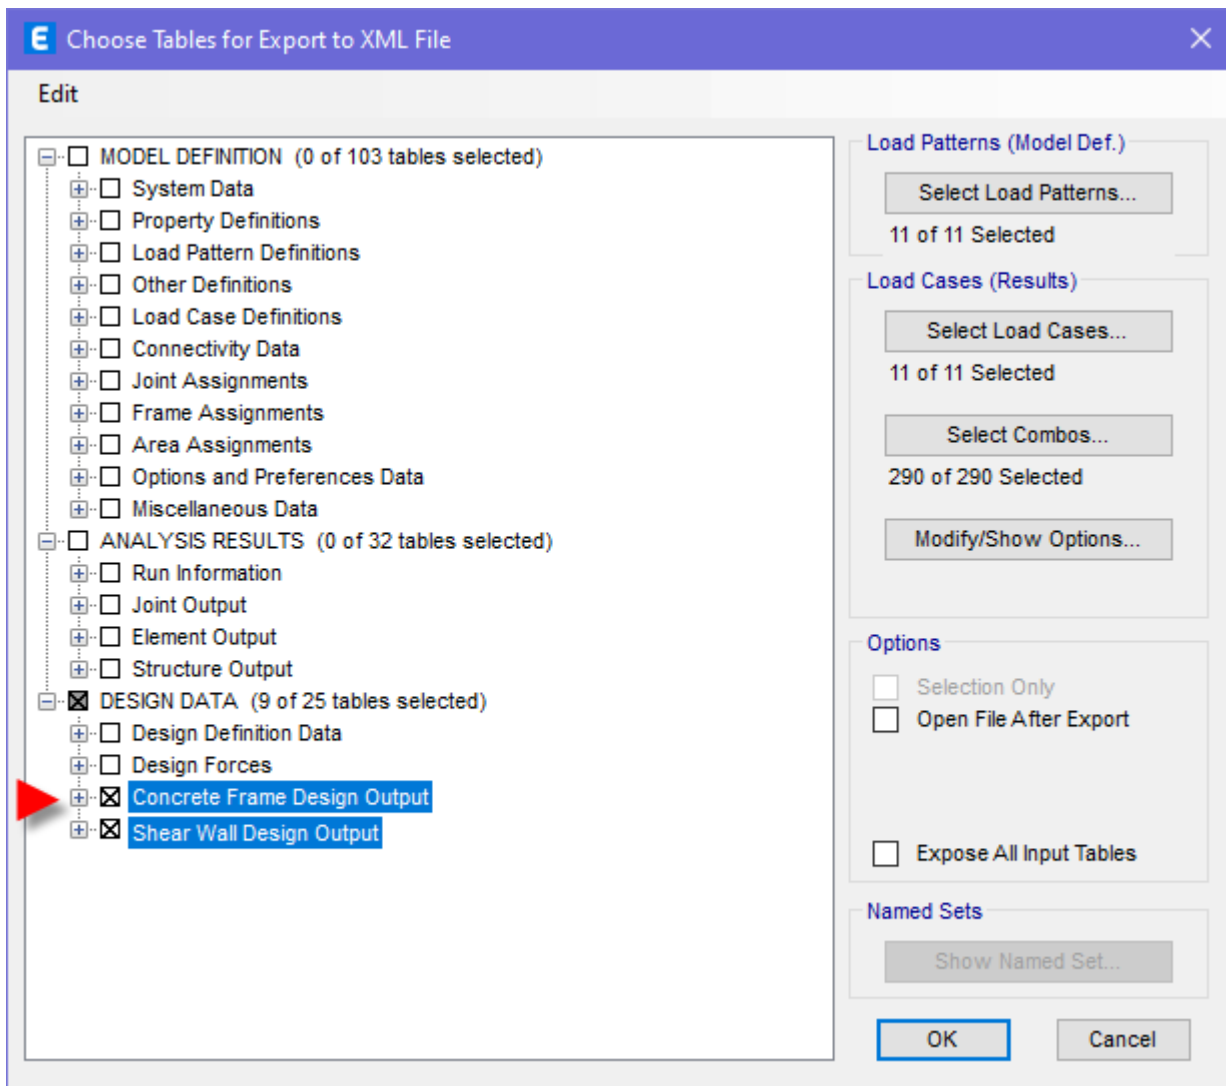 E Choose Tables for Export to XML File
Edit
MODEL DEFINITION (0 of 103 tables selected)
System Data
Property Definitions
Load Pattern Definitions
Other Definitions
Load Case Definitions
Connectivity Data
Joint Assignments
Frame Assignments
Area Assignments
Options and Preferences Data
Miscellaneous Data
ANALYSIS RESULTS (0 of 32 tables selected)
Run Information
Joint Output
Element Output
Structure Output
DESIGN DATA (9 of 25 tables selected)
Design Definition Data
Design Forces
Concrete Frame Design Output
Shear Wall Design Output
Load Patterns (Model Def.)
Select Load Patterns...
11 of 11 Selected
Load Cases (Results)
Select Load Cases...
11 of 11 Selected
Select Combos...
290 of 290 Selected
Modify/Show Options...
Options
Selection Only
Open File After Export
Expose All Input Tables
Named Sets
Show Named Set...
OK Cancel